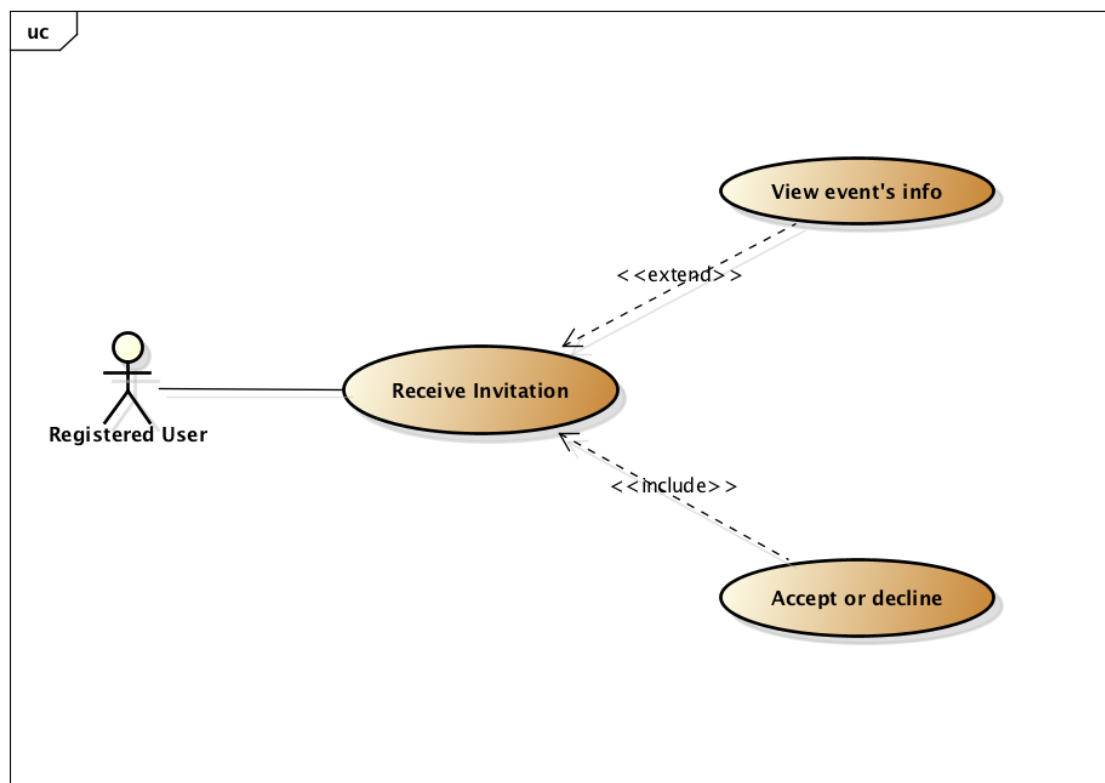 uc
View event's info
<<extend>>
Receive Invitation
Registered User
<<include>>
Accept or decline